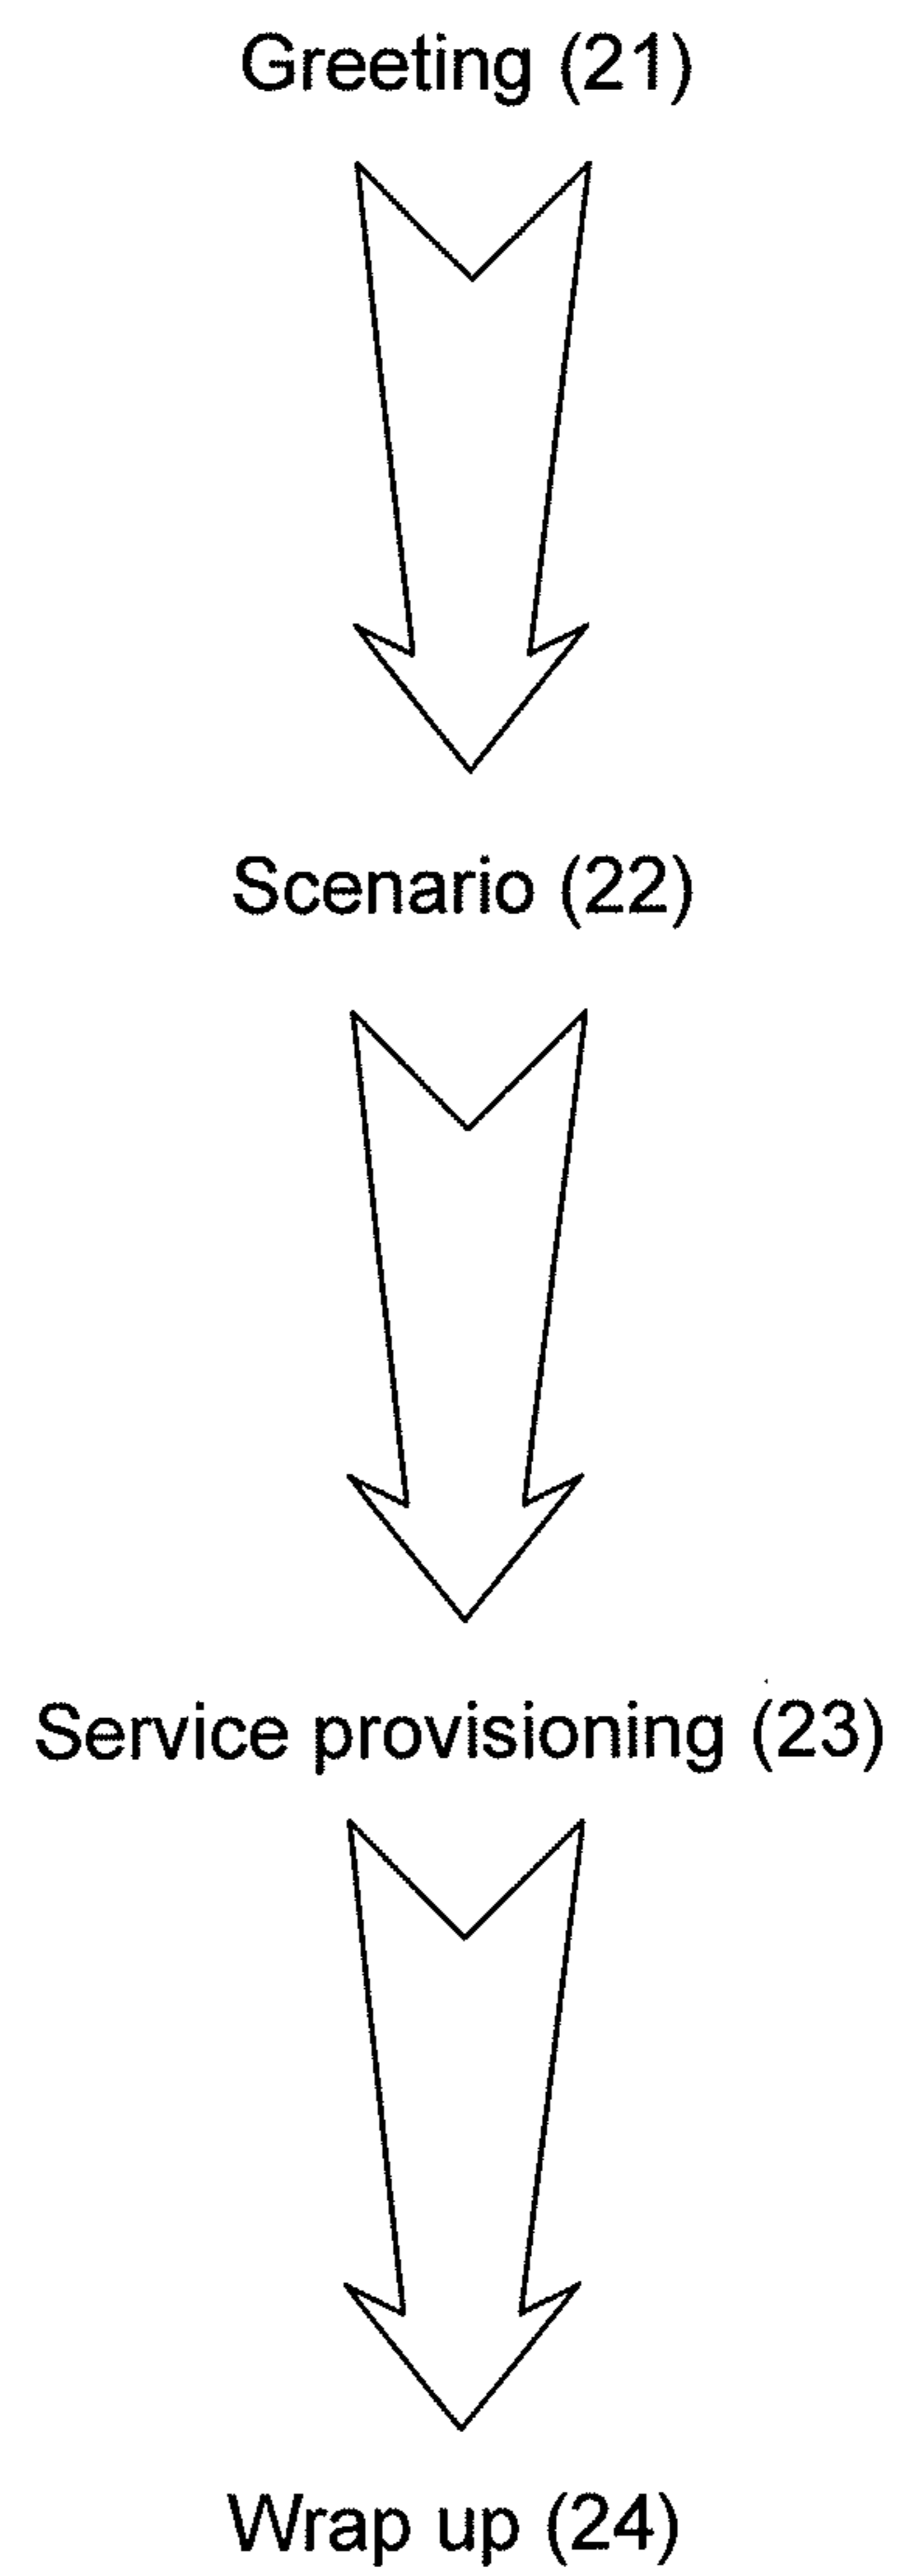 Greeting (21)
Scenario (22)
Service provisioning (23)
Wrap up (24)